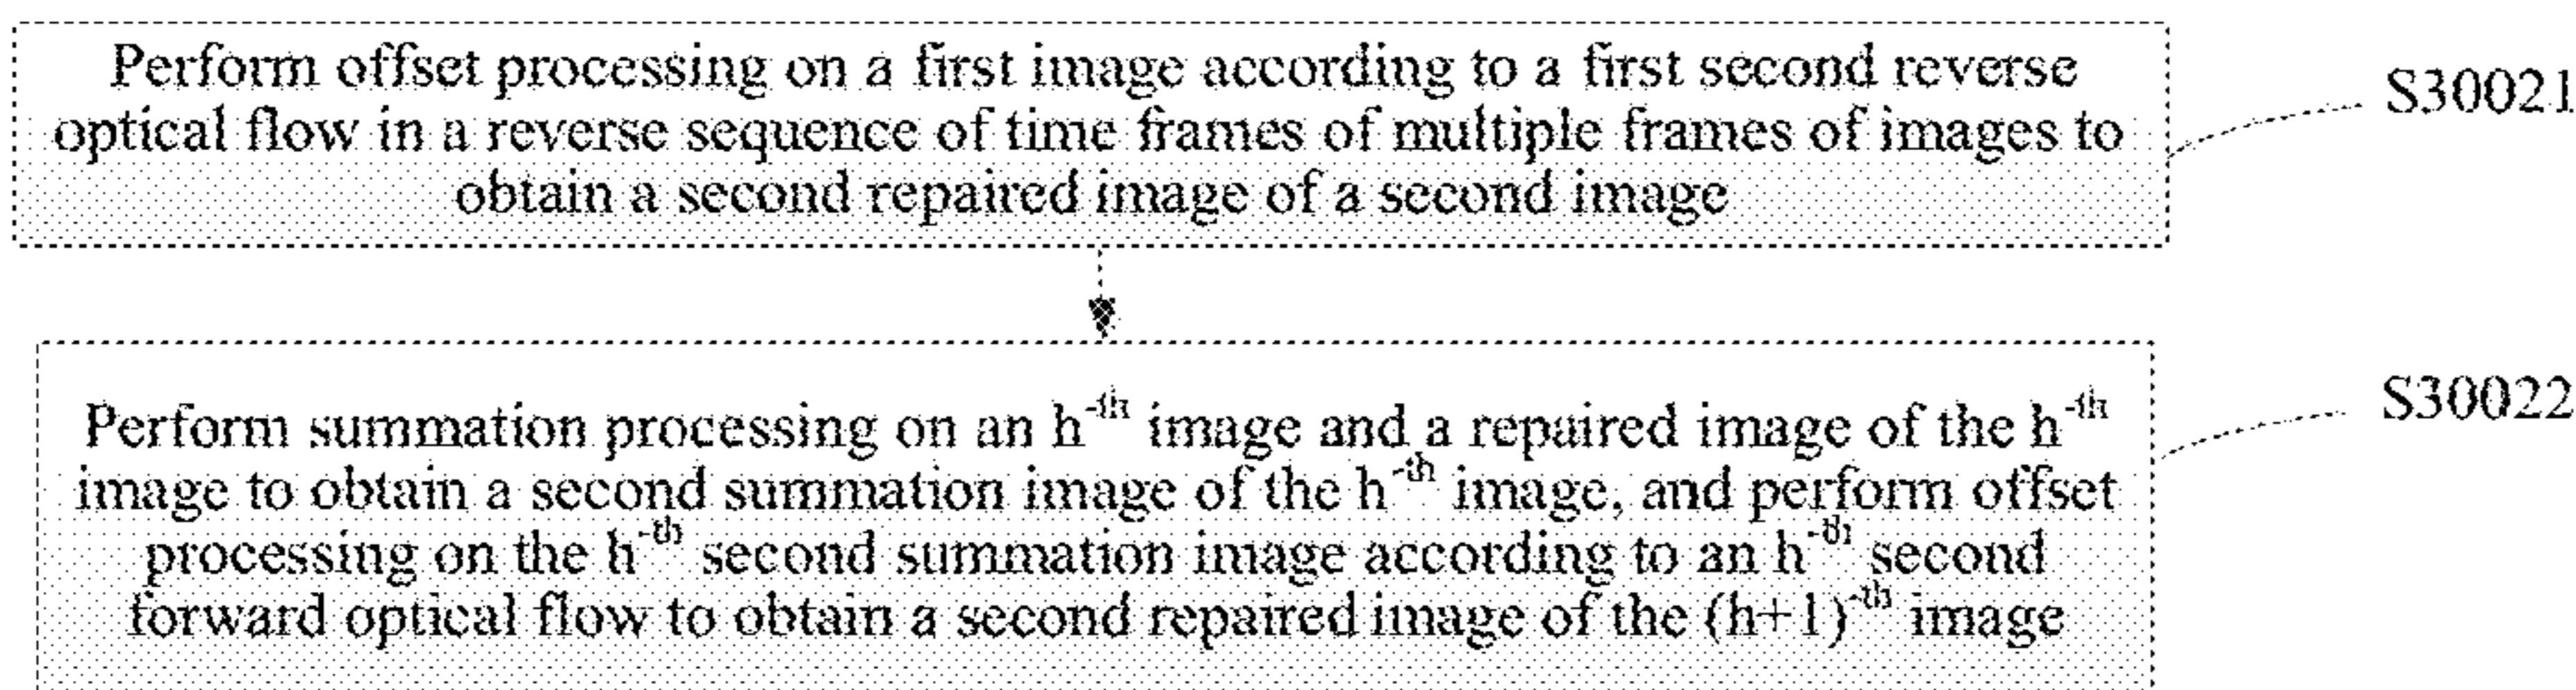 Perform offset processing on a first image according to a first second reverse
optical flow in a reverse sequence of time frames of multiple frames of images to
obtain a second repaired image of a second image
S30021
Perform summation processing on an h-th image and a repaired image of the h-th
image to obtain a second summation image of the h-th image, and perform offset
processing on the h-th second summation image according to an h-th second
forward optical flow to obtain a second repaired image of the (h+1)-th image
S30022